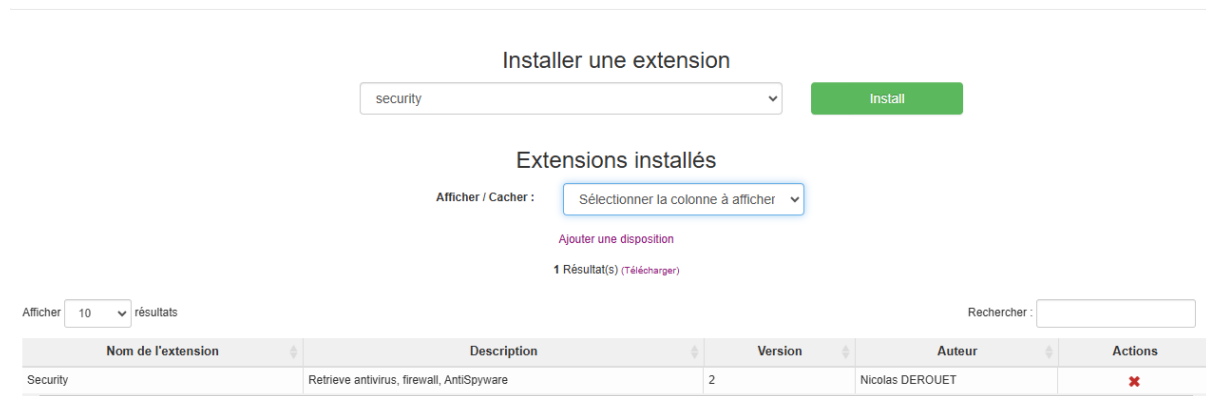 Installer une extension
security Install
Extensions installés
Afficher / Cacher : Sélectionner la colonne à afficher
Ajouter une disposition
1 Résultat(s) (Télécharger)
Afficher 10 résultats Rechercher :
Nom de l'extension Description Version Auteur Actions
Security Retrieve antivirus, firewall, AntiSpyware 2 Nicolas DEROUET